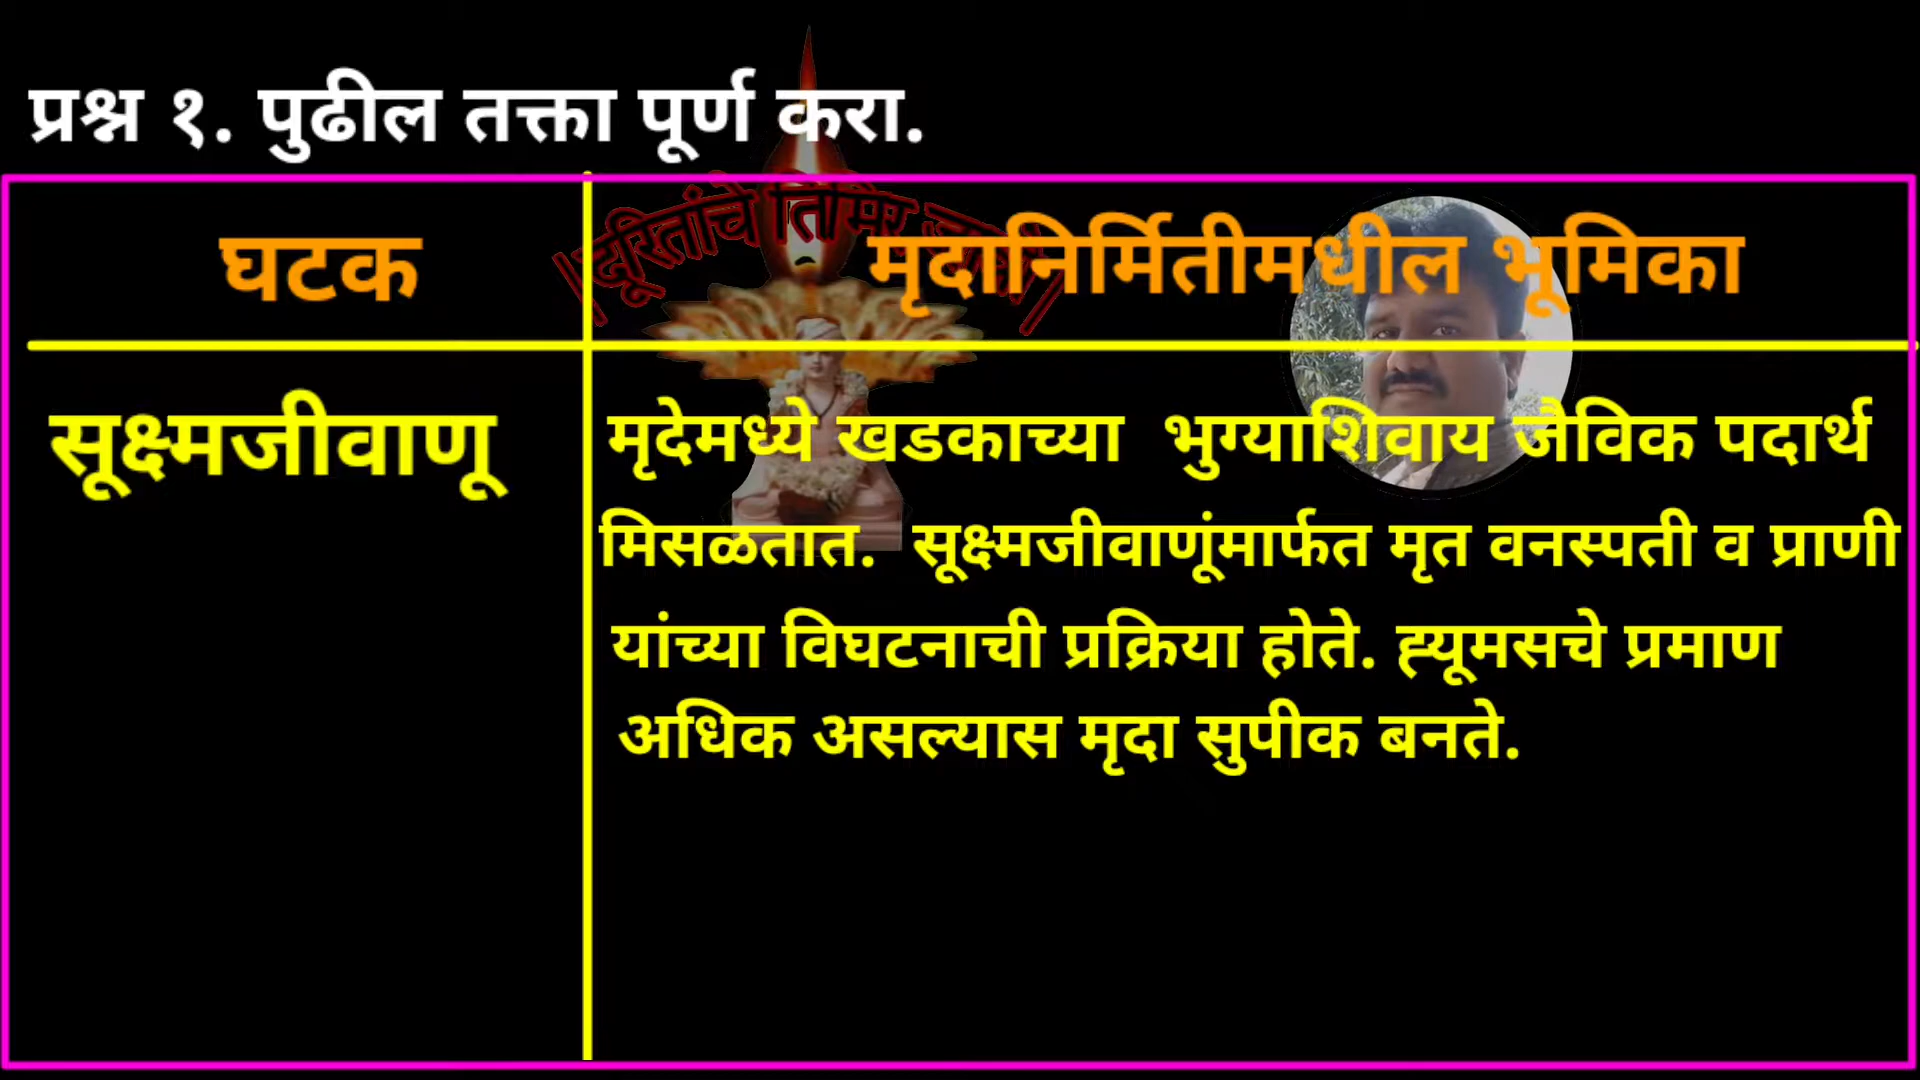 प्रश्न १. पुढील तक्ता पूर्ण करा.
।दूरितांचे तिमिर जावो।
घटक
मृदानिर्मितीमधील भूमिका
सूक्ष्मजीवाणू
मृदेमध्ये खडकाच्या भुग्याशिवाय जैविक पदार्थ
मिसळतात. सूक्ष्मजीवाणूंमार्फत मृत वनस्पती व प्राणी
यांच्या विघटनाची प्रक्रिया होते. ह्यूमसचे प्रमाण
अधिक असल्यास मृदा सुपीक बनते.